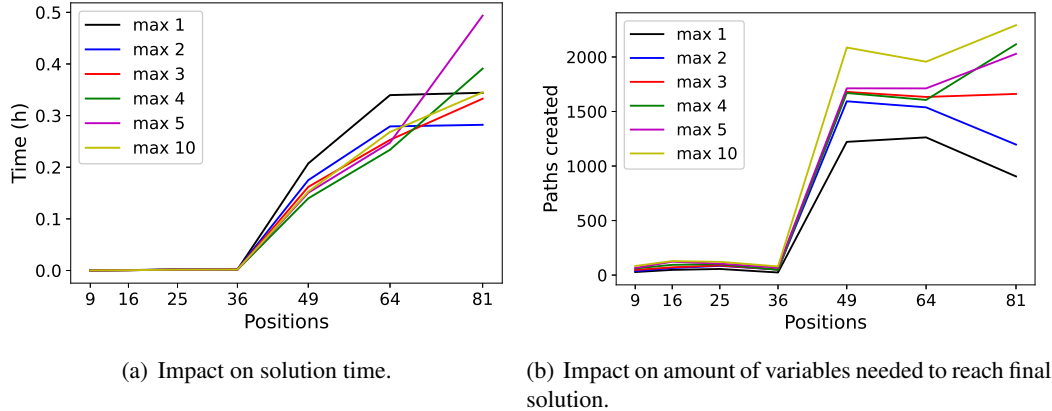 max 1
max 2
max 3
max 4
max 5
max 10
Time (h)
0.5
0.4
0.3
0.2
0.1
0.0
9 16 25 36 49 64 81
Positions
(a) Impact on solution time.
max 1
max 2
max 3
max 4
max 5
max 10
Paths created
2000
1500
1000
500
0
9 16 25 36 49 64 81
Positions
(b) Impact on amount of variables needed to reach final
solution.